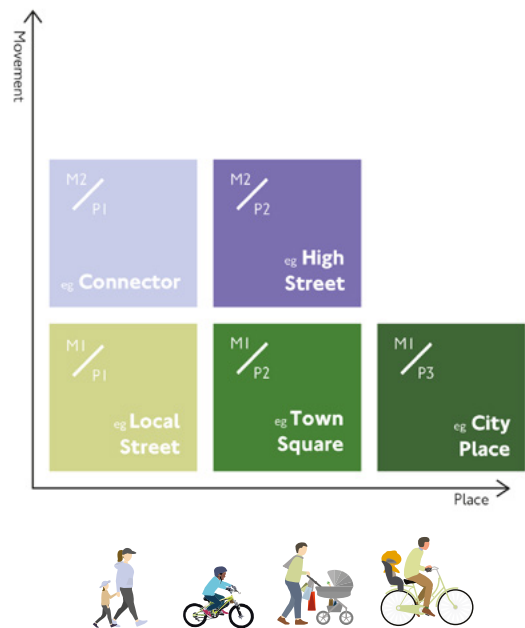 Movement
M2
P1
eg Connector
M2
P2
eg High
Street
M1
P1
eg Local
Street
M1
P2
eg Town
Square
M1
P3
eg City
Place
Place